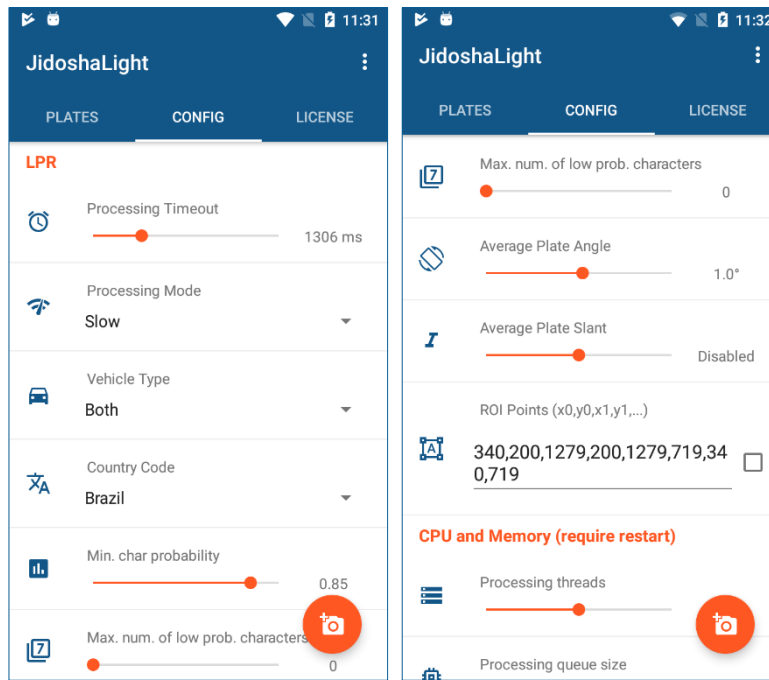 11:31
JidoshaLight
PLATES
CONFIG
LICENSE
LPR
Processing Timeout
1306 ms
Processing Mode
Slow
Vehicle Type
Both
Country Code
Brazil
Min. char probability
0.85
Max. num. of low prob. characters
0
11:32
JidoshaLight
PLATES
CONFIG
LICENSE
7
Max. num. of low prob. characters
0
Average Plate Angle
1.0°
Average Plate Slant
Disabled
ROI Points (x0,y0,x1,y1,...)
340,200,1279,200,1279,719,34
0,719
CPU and Memory (require restart)
Processing threads
Processing queue size